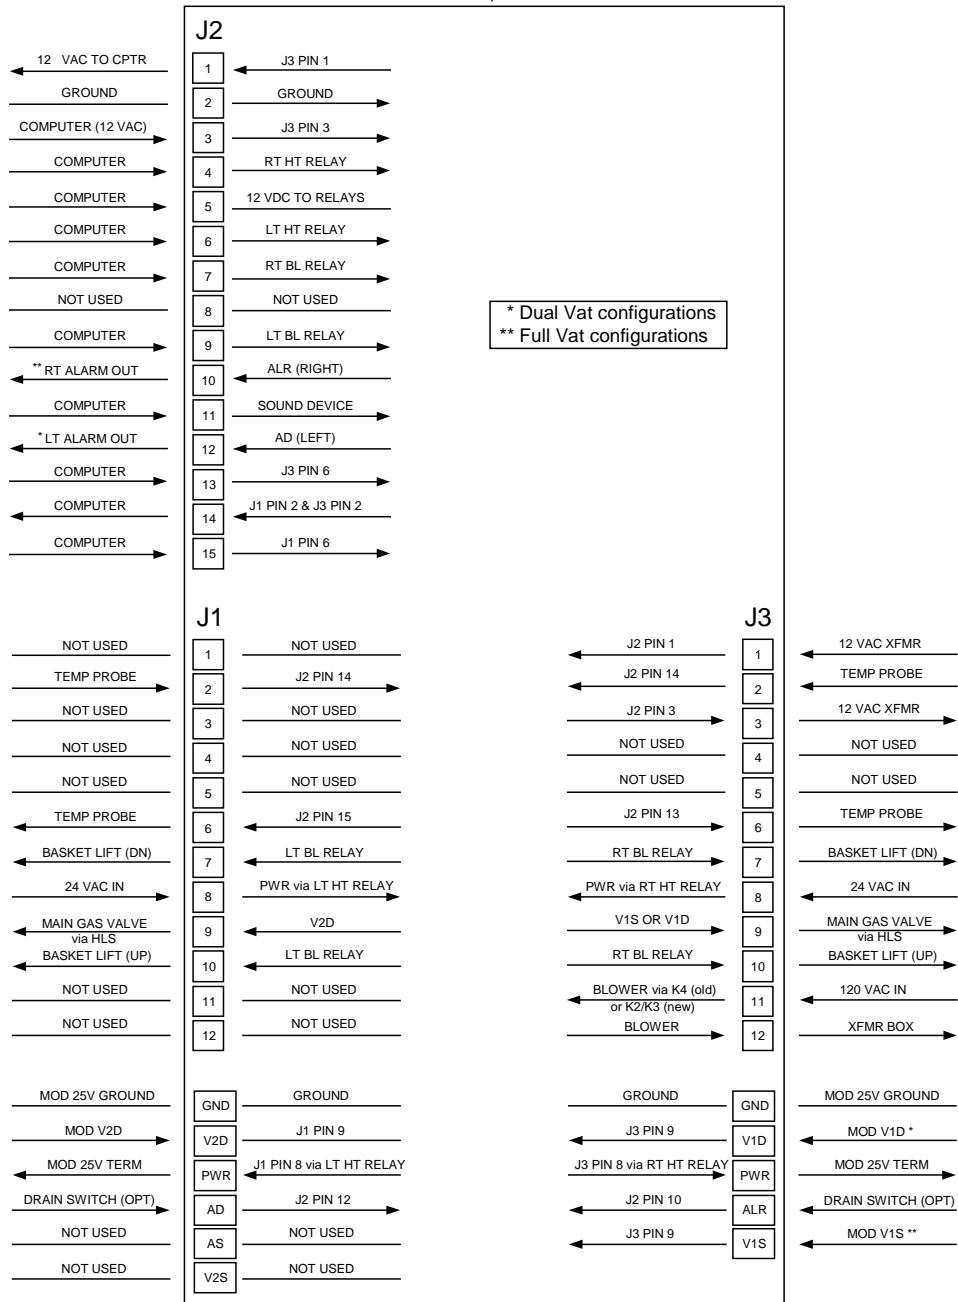 J2
12 VAC TO CPTR 1 J3 PIN 1
GROUND 2 GROUND
COMPUTER (12 VAC) 3 J3 PIN 3
COMPUTER 4 RT HT RELAY
COMPUTER 5 12 VDC TO RELAYS
COMPUTER 6 LT HT RELAY
COMPUTER 7 RT BL RELAY
NOT USED 8 NOT USED
COMPUTER 9 LT BL RELAY
** RT ALARM OUT 10 ALR (RIGHT)
COMPUTER 11 SOUND DEVICE
* LT ALARM OUT 12 AD (LEFT)
COMPUTER 13 J3 PIN 6
COMPUTER 14 J1 PIN 2 & J3 PIN 2
COMPUTER 15 J1 PIN 6
* Dual Vat configurations
** Full Vat configurations
J1
NOT USED 1 NOT USED
TEMP PROBE 2 J2 PIN 14
NOT USED 3 NOT USED
NOT USED 4 NOT USED
NOT USED 5 NOT USED
TEMP PROBE 6 J2 PIN 15
BASKET LIFT (DN) 7 LT BL RELAY
24 VAC IN 8 PWR via LT HT RELAY
MAIN GAS VALVE 9 V2D
via HLS
BASKET LIFT (UP) 10 LT BL RELAY
NOT USED 11 NOT USED
NOT USED 12 NOT USED
J3
J2 PIN 1 1 12 VAC XFMR
J2 PIN 14 2 TEMP PROBE
J2 PIN 3 3 12 VAC XFMR
NOT USED 4 NOT USED
NOT USED 5 NOT USED
J2 PIN 13 6 TEMP PROBE
RT BL RELAY 7 BASKET LIFT (DN)
PWR via RT HT RELAY 8 24 VAC IN
V1S OR V1D 9 MAIN GAS VALVE
via HLS
RT BL RELAY 10 BASKET LIFT (UP)
BLOWER via K4 (old) 11 120 VAC IN
or K2/K3 (new)
BLOWER 12 XFMR BOX
MOD 25V GROUND GND GROUND
MOD V2D V2D J1 PIN 9
MOD 25V TERM PWR J1 PIN 8 via LT HT RELAY
DRAIN SWITCH (OPT) AD J2 PIN 12
NOT USED AS NOT USED
NOT USED V2S NOT USED
GROUND GND MOD 25V GROUND
J3 PIN 9 V1D MOD V1D *
J3 PIN 8 via RT HT RELAY PWR MOD 25V TERM
J2 PIN 10 ALR DRAIN SWITCH (OPT)
J3 PIN 9 V1S MOD V1S **